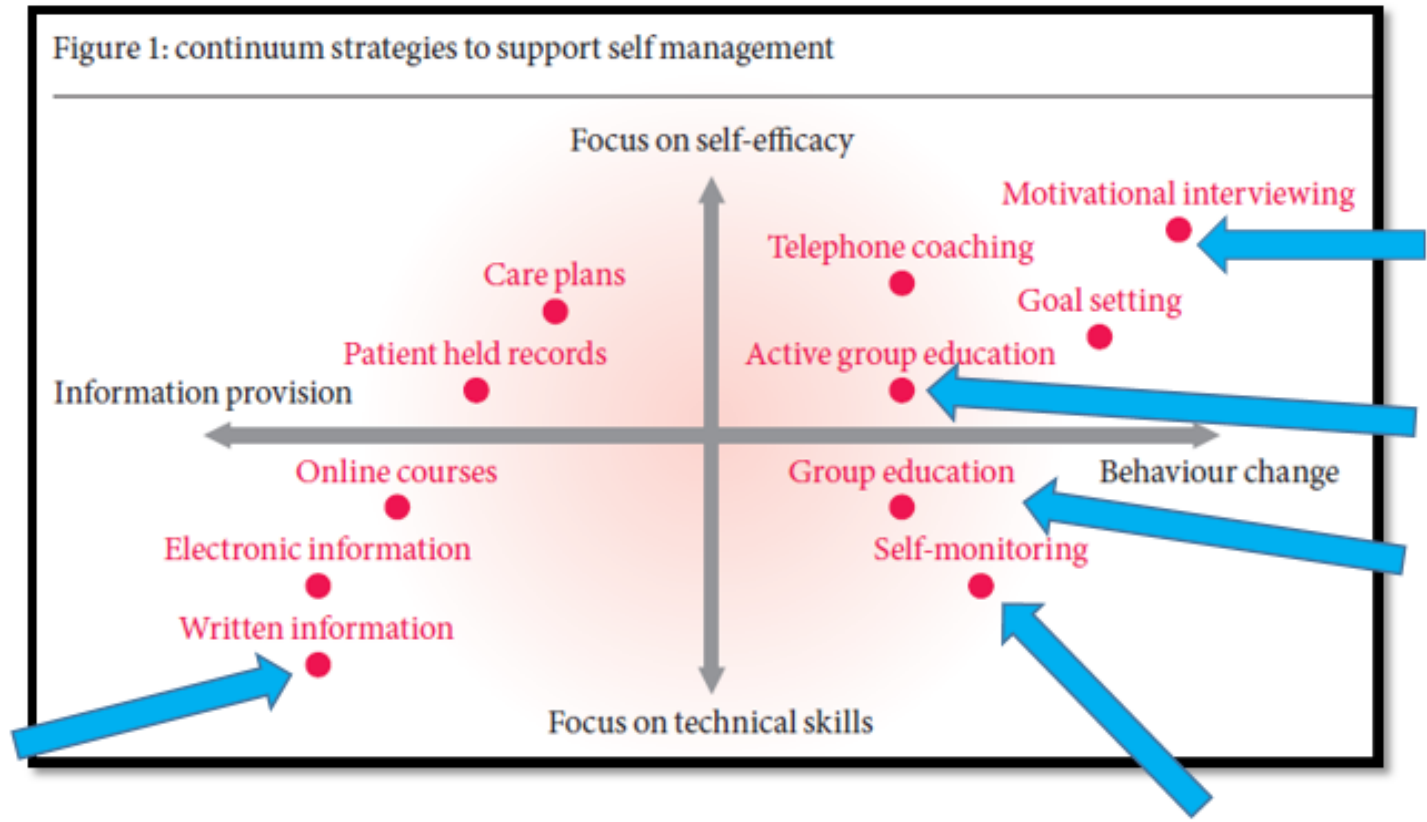 Figure 1: continuum strategies to support self management
Focus on self-efficacy
Motivational interviewing
Telephone coaching
Care plans
Goal setting
Patient held records
Active group education
Information provision
Online courses
Group education
Behaviour change
Electronic information
Self-monitoring
Written information
Focus on technical skills